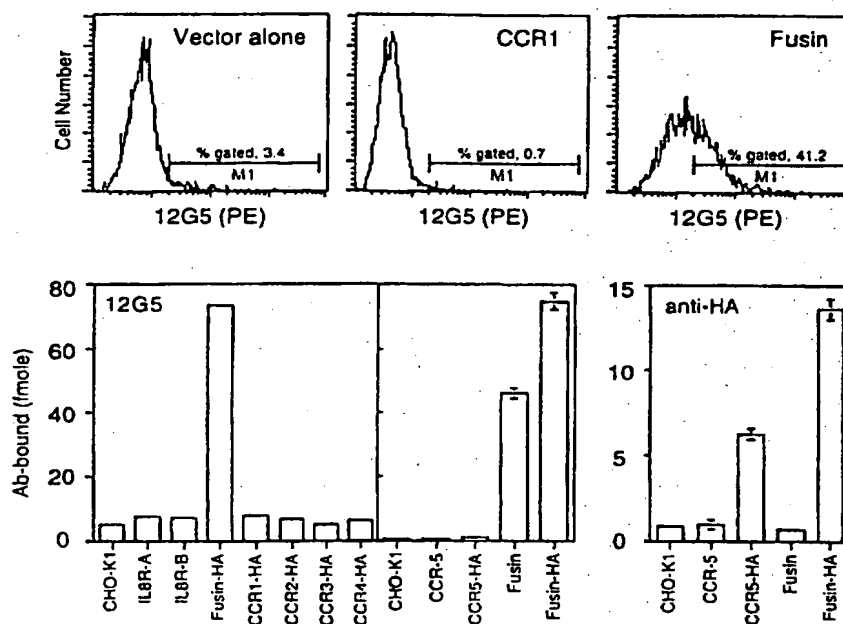 Vector alone
CCR1
Fusin
Cell Number
% gated, 3.4
M1
% gated, 0.7
M1
% gated, 41.2
M1
12G5 (PE)
12G5 (PE)
12G5 (PE)
Ab-bound (fmole)
80
60
40
20
0
12G5
CHO-K1
IL8R-A
IL8R-B
Fusin-HA
CCR1-HA
CCR2-HA
CCR3-HA
CCR4-HA
CHO-K1
CCR-5
CCR5-HA
Fusin
Fusin-HA
15
10
5
0
anti-HA
CHO-K1
CCR-5
CCR5-HA
Fusin
Fusin-HA